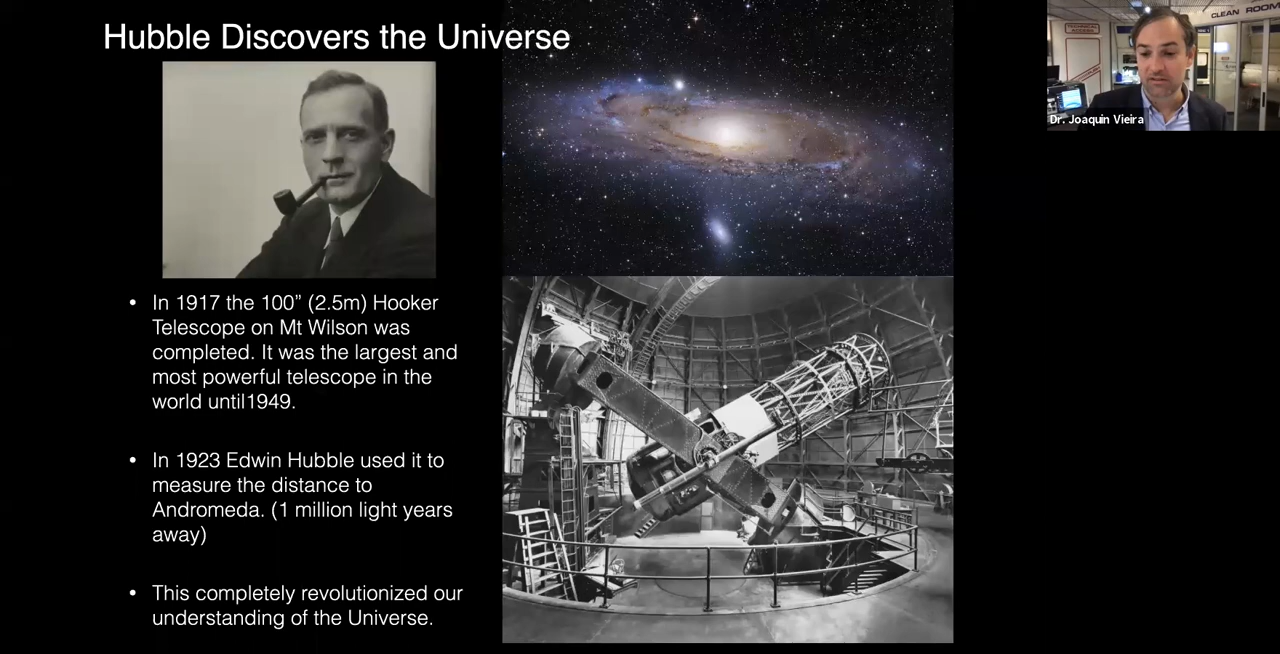 Hubble Discovers the Universe
• In 1917 the 100” (2.5m) Hooker
Telescope on Mt Wilson was
completed. It was the largest and
most powerful telescope in the
world until1949.
• In 1923 Edwin Hubble used it to
measure the distance to
Andromeda. (1 million light years
away)
• This completely revolutionized our
understanding of the Universe.
TECHNICAL
ACCESS
CLEAN ROOM
Dr. Joaquin Vieira